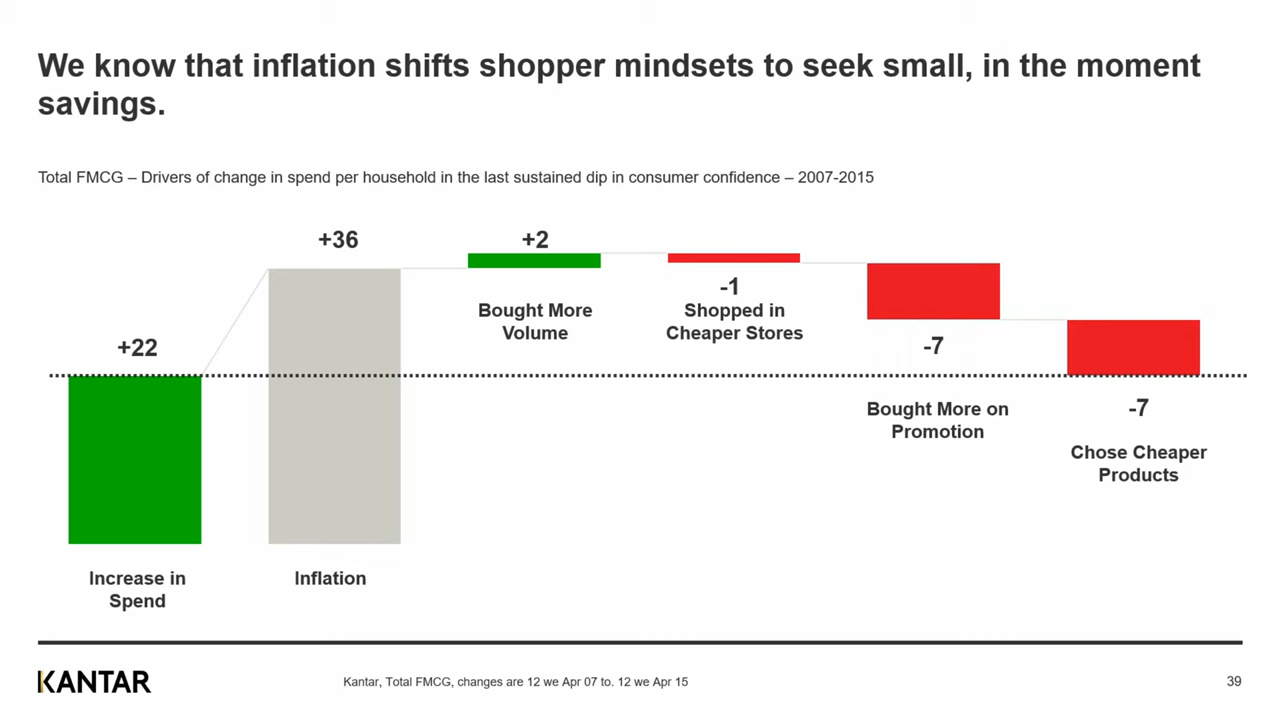 We know that inflation shifts shopper mindsets to seek small, in the moment
savings.
Total FMCG – Drivers of change in spend per household in the last sustained dip in consumer confidence – 2007-2015
+22
Increase in
Spend
+36
Inflation
+2
Bought More
Volume
-1
Shopped in
Cheaper Stores
-7
Bought More on
Promotion
-7
Chose Cheaper
Products
KANTAR
Kantar, Total FMCG, changes are 12 we Apr 07 to. 12 we Apr 15
39